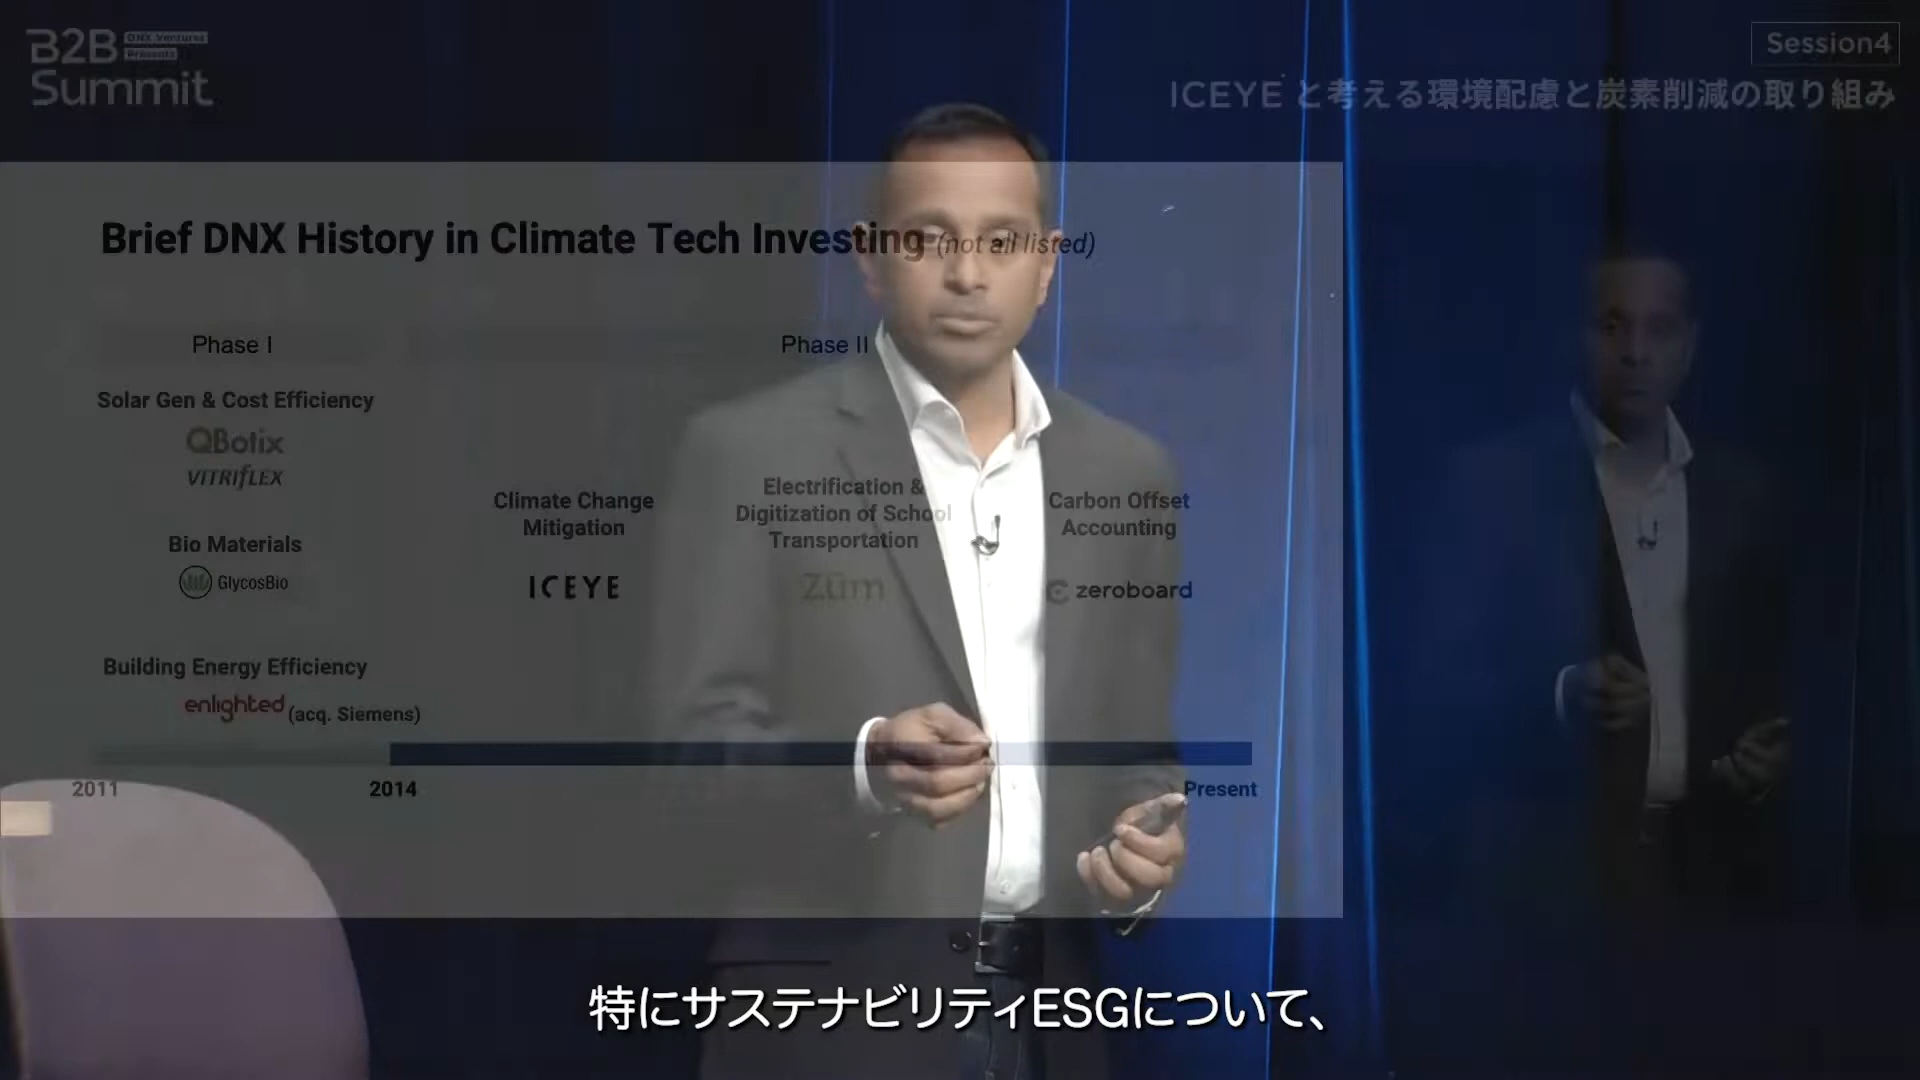 B2B
DNX Ventures
Presents
Summit
Session4
ICEYE と考える環境配慮と炭素削減の取り組み
Brief DNX History in Climate Tech Investing (not all listed)
Phase I
Phase II
Solar Gen & Cost Efficiency
QBotix
VITRIFLEX
Bio Materials
GlycosBio
Building Energy Efficiency
enlighted (acq. Siemens)
Climate Change
Mitigation
ICEYE
Electrification &
Digitization of School
Transportation
Zūm
Carbon Offset
Accounting
zeroboard
2011
2014
Present
特にサステナビリティESGについて、